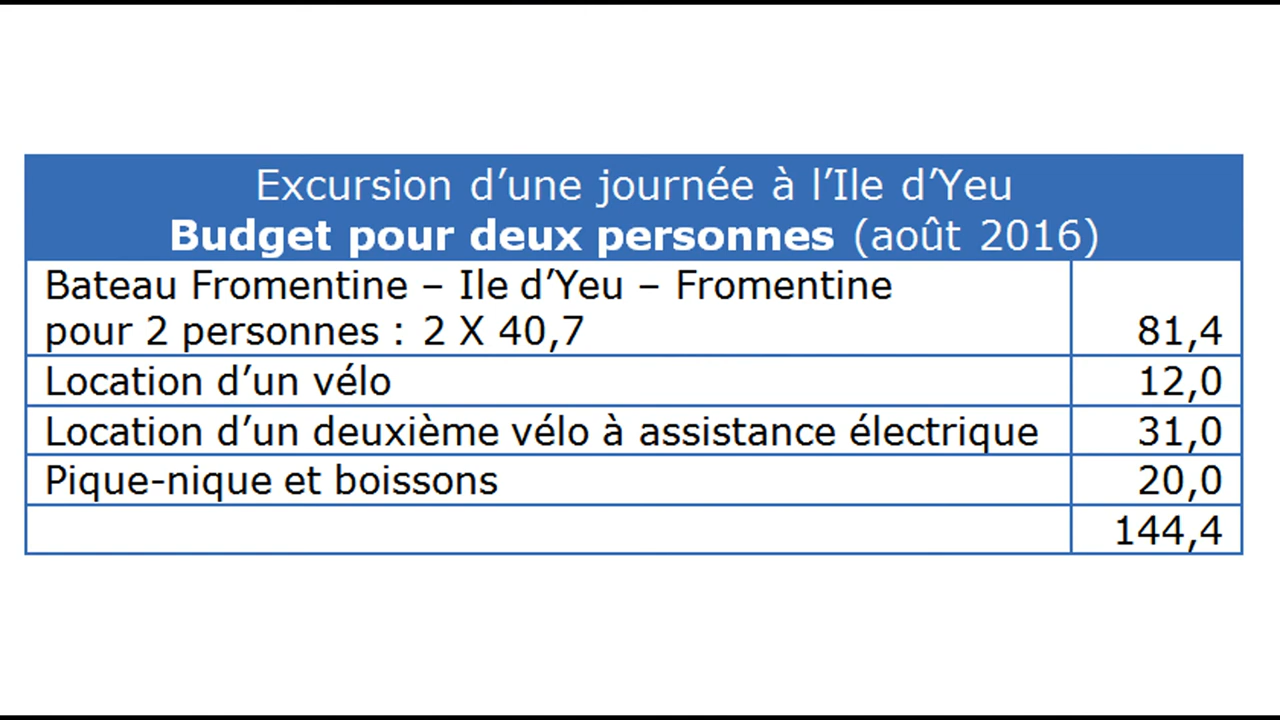 Excursion d’une journée à l’Ile d’Yeu
Budget pour deux personnes (août 2016)
Bateau Fromentine – Ile d’Yeu – Fromentine
pour 2 personnes : 2 X 40,7 81,4
Location d’un vélo 12,0
Location d’un deuxième vélo à assistance électrique 31,0
Pique-nique et boissons 20,0
144,4